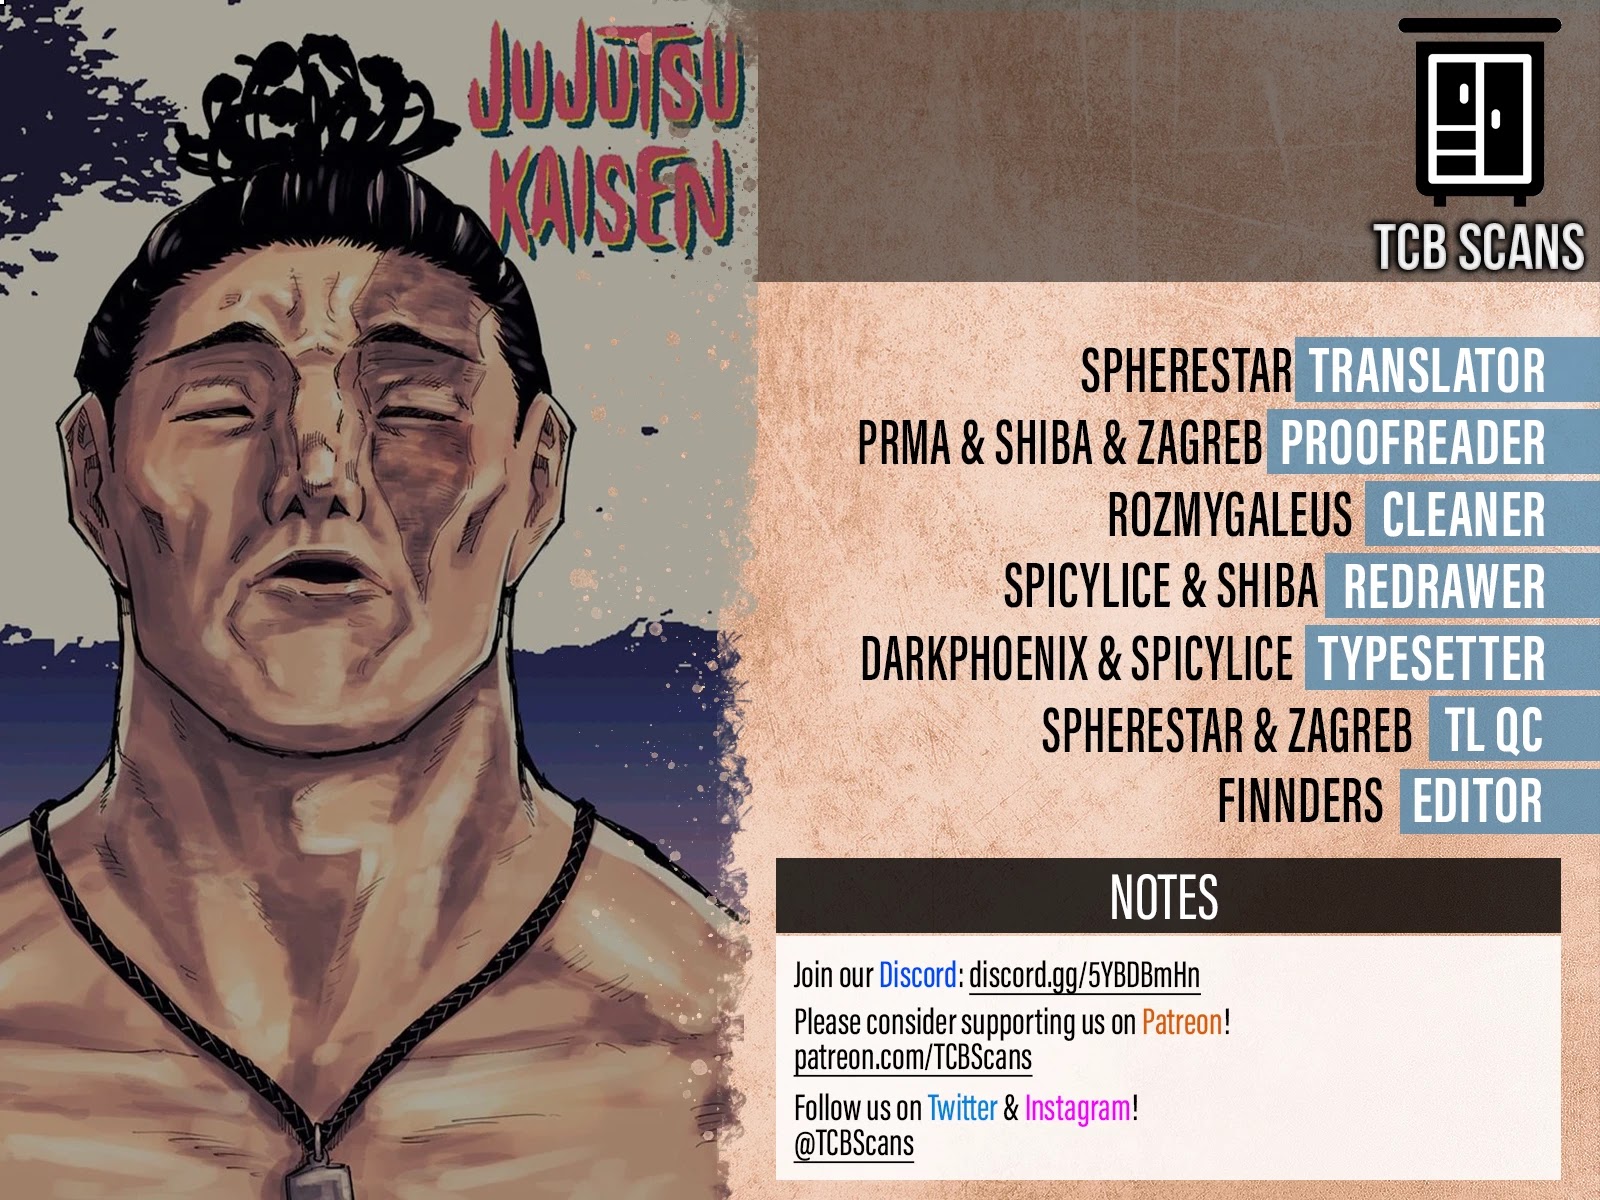 JUJUTSU
KAISEN
TCB SCANS
SPHERESTAR TRANSLATOR
PRMA & SHIBA & ZAGREB PROOFREADER
ROZMYGALEUS CLEANER
SPICYLICE & SHIBA REDRAWER
DARKPHOENIX & SPICYLICE TYPESETTER
SPHERESTAR & ZAGREB TL QC
FINNDERS EDITOR
NOTES
Join our Discord: discord.gg/5YBDBmHn
Please consider supporting us on Patreon!
patreon.com/TCBScans
Follow us on Twitter & Instagram!
@TCBScans